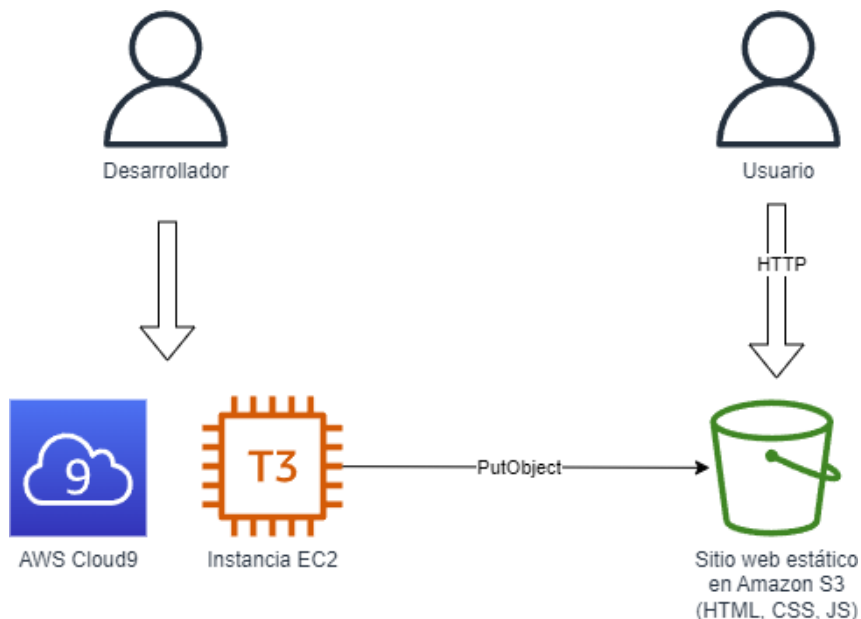 Desarrollador
Usuario
HTTP
9
T3
PutObject
AWS Cloud9
Instancia EC2
Sitio web estático
en Amazon S3
(HTML, CSS, JS)